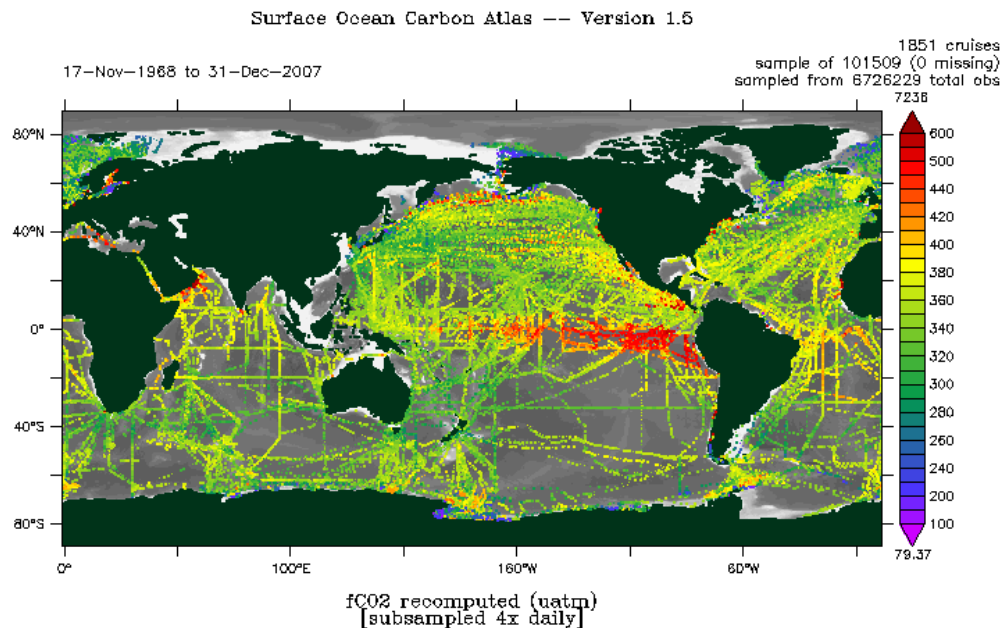 Surface Ocean Carbon Atlas -- Version 1.5
1851 cruises
17-Nov-1968 to 31-Dec-2007
sample of 101509 (0 missing)
sampled from 6726229 total obs
7236
80°N
40°N
0°
40°S
80°S
600
500
440
420
400
380
360
340
320
300
280
260
240
200
100
79.37
0°
100°E
160°W
60°W
fCO2 recomputed (uatm)
[subsampled 4x daily]